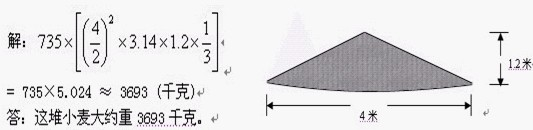 解：735×[(4/2)²×3.14×1.2×1/3]
= 735×5.024 ≈ 3693（千克）
答：这堆小麦大约重 3693 千克。
1.2米
4米